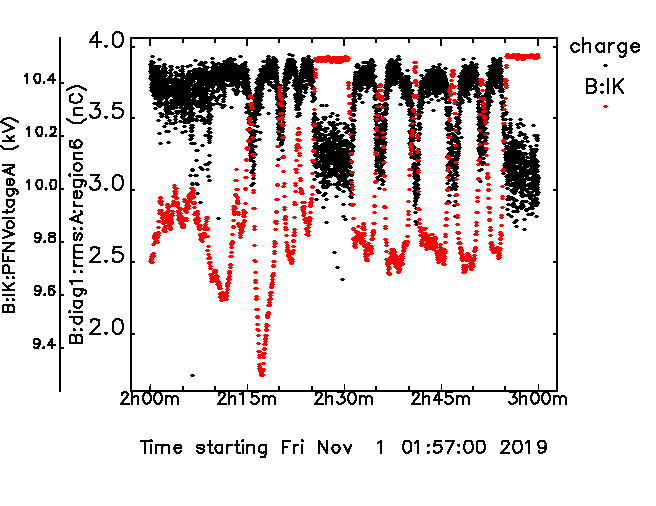 4.0
3.5
3.0
2.5
2.0
10.4
10.2
10.0
9.8
9.6
9.4
B:IK:PFNVoltageAI (kV)
B:diag1:rms:Aregion6 (nC)
charge
B:IK
2h00m 2h15m 2h30m 2h45m 3h00m
Time starting Fri Nov 1 01:57:00 2019